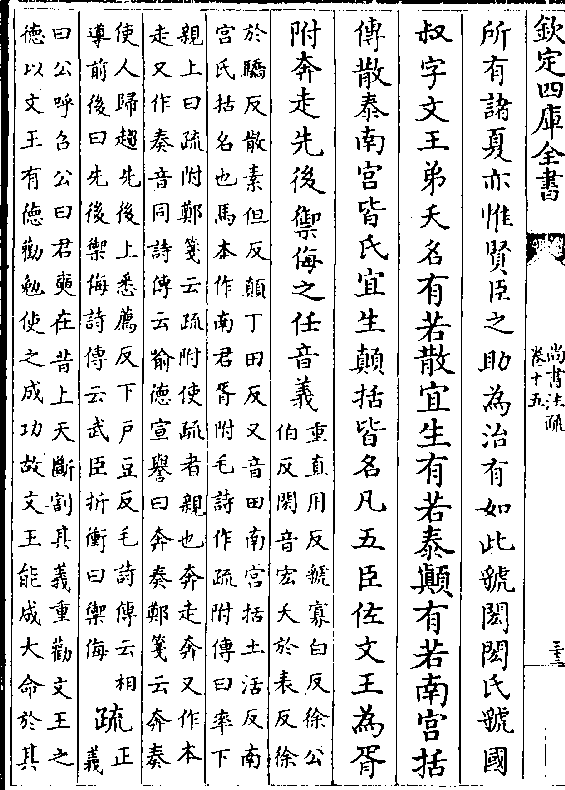 欽定四庫全書
尚書注疏
卷十五
二十三
所有諸夏亦惟賢臣之助為治有如此虢閎閎氏虢國
叔字文王弟夭名有若散宜生有若泰顛有若南宮括
傳散泰南宮皆氏宜生顛括皆名凡五臣佐文王為胥
附奔走先後禦侮之任音義
重直用反虢寡白反徐公
伯反閎音宏夭於表反徐
於驕反散素但反顛丁田反又音田南宮括土活反南
宮氏括名也馬本作南君胥附毛詩作疏附傳曰率下
親上曰疏附鄭箋云疏附使疏者親也奔走奔又作本
走又作奏音同詩傳云喻德宣譽曰奔奏鄭箋云奔奏
使人歸趨先後上悉薦反下戶豆反毛詩傳云相
導前後曰先後禦侮詩傳云武臣折衝曰禦侮
疏
正
義
曰公呼召公曰君奭在昔上天斷割其義重勸文王之
德以文王有德勸勉使之成功故文王能成大命於其